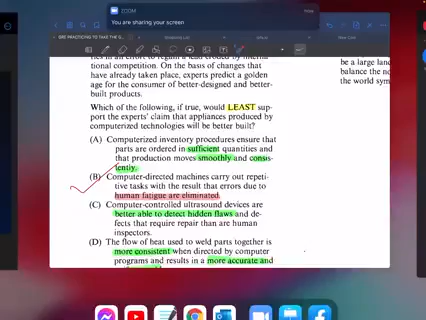 ZOOM
You are sharing your screen
GRE PRACTICING TO TAKE THE G
tional competition. On the basis of changes that
have already taken place, experts predict a golden
age for the consumer of better-designed and better-
built products.
Which of the following, if true, would LEAST sup-
port the experts' claim that appliances produced by
computerized technologies will be better built?
(A) Computerized inventory procedures ensure that
parts are ordered in sufficient quantities and
that production moves smoothly and consis-
tently.
(B) Computer-directed machines carry out repeti-
tive tasks with the result that errors due to
human fatigue are eliminated.
(C) Computer-controlled ultrasound devices are
better able to detect hidden flaws and de-
fects that require repair than are human
inspectors.
(D) The flow of heat used to weld parts together is
more consistent when directed by computer
programs and results in a more accurate and
be a large land
balance the no
the world sym